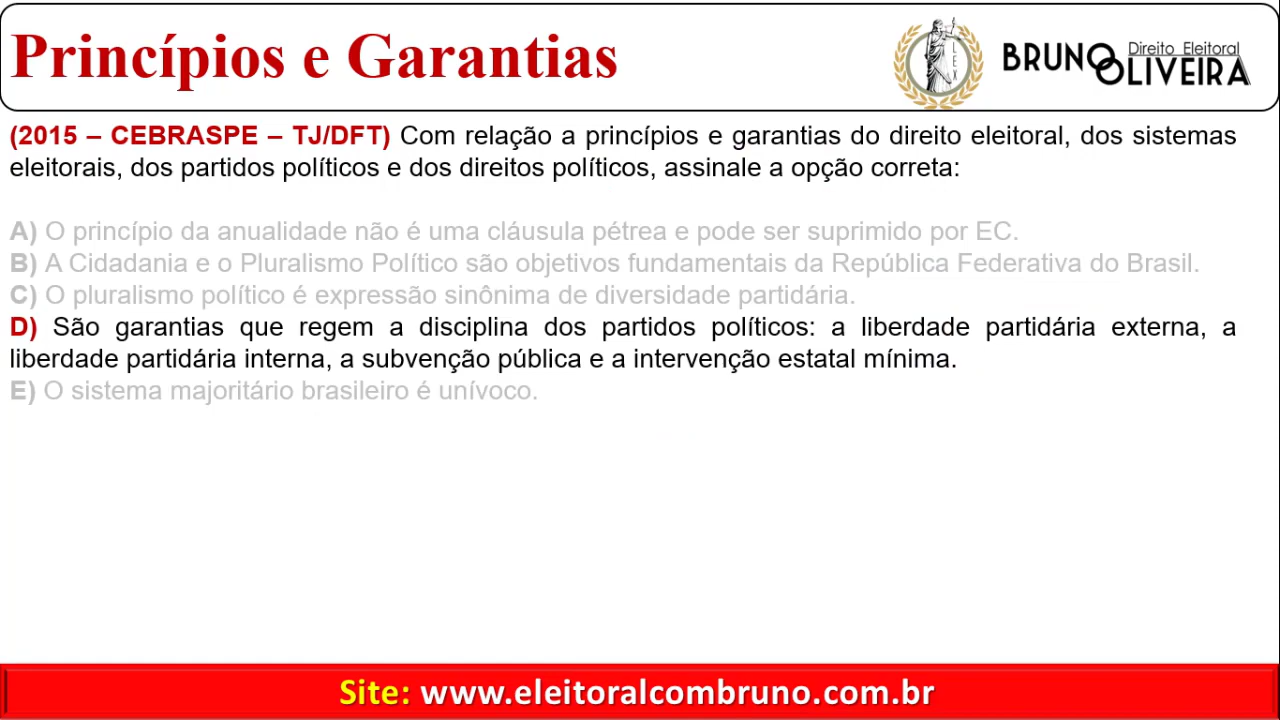 Princípios e Garantias
LEX
BRUNO Direito Eleitoral
OLIVEIRA
(2015 – CEBRASPE – TJ/DFT) Com relação a princípios e garantias do direito eleitoral, dos sistemas
eleitorais, dos partidos políticos e dos direitos políticos, assinale a opção correta:
A) O princípio da anualidade não é uma cláusula pétrea e pode ser suprimido por EC.
B) A Cidadania e o Pluralismo Político são objetivos fundamentais da República Federativa do Brasil.
C) O pluralismo político é expressão sinônima de diversidade partidária.
D) São garantias que regem a disciplina dos partidos políticos: a liberdade partidária externa, a
liberdade partidária interna, a subvenção pública e a intervenção estatal mínima.
E) O sistema majoritário brasileiro é unívoco.
Site: www.eleitoralcombruno.com.br